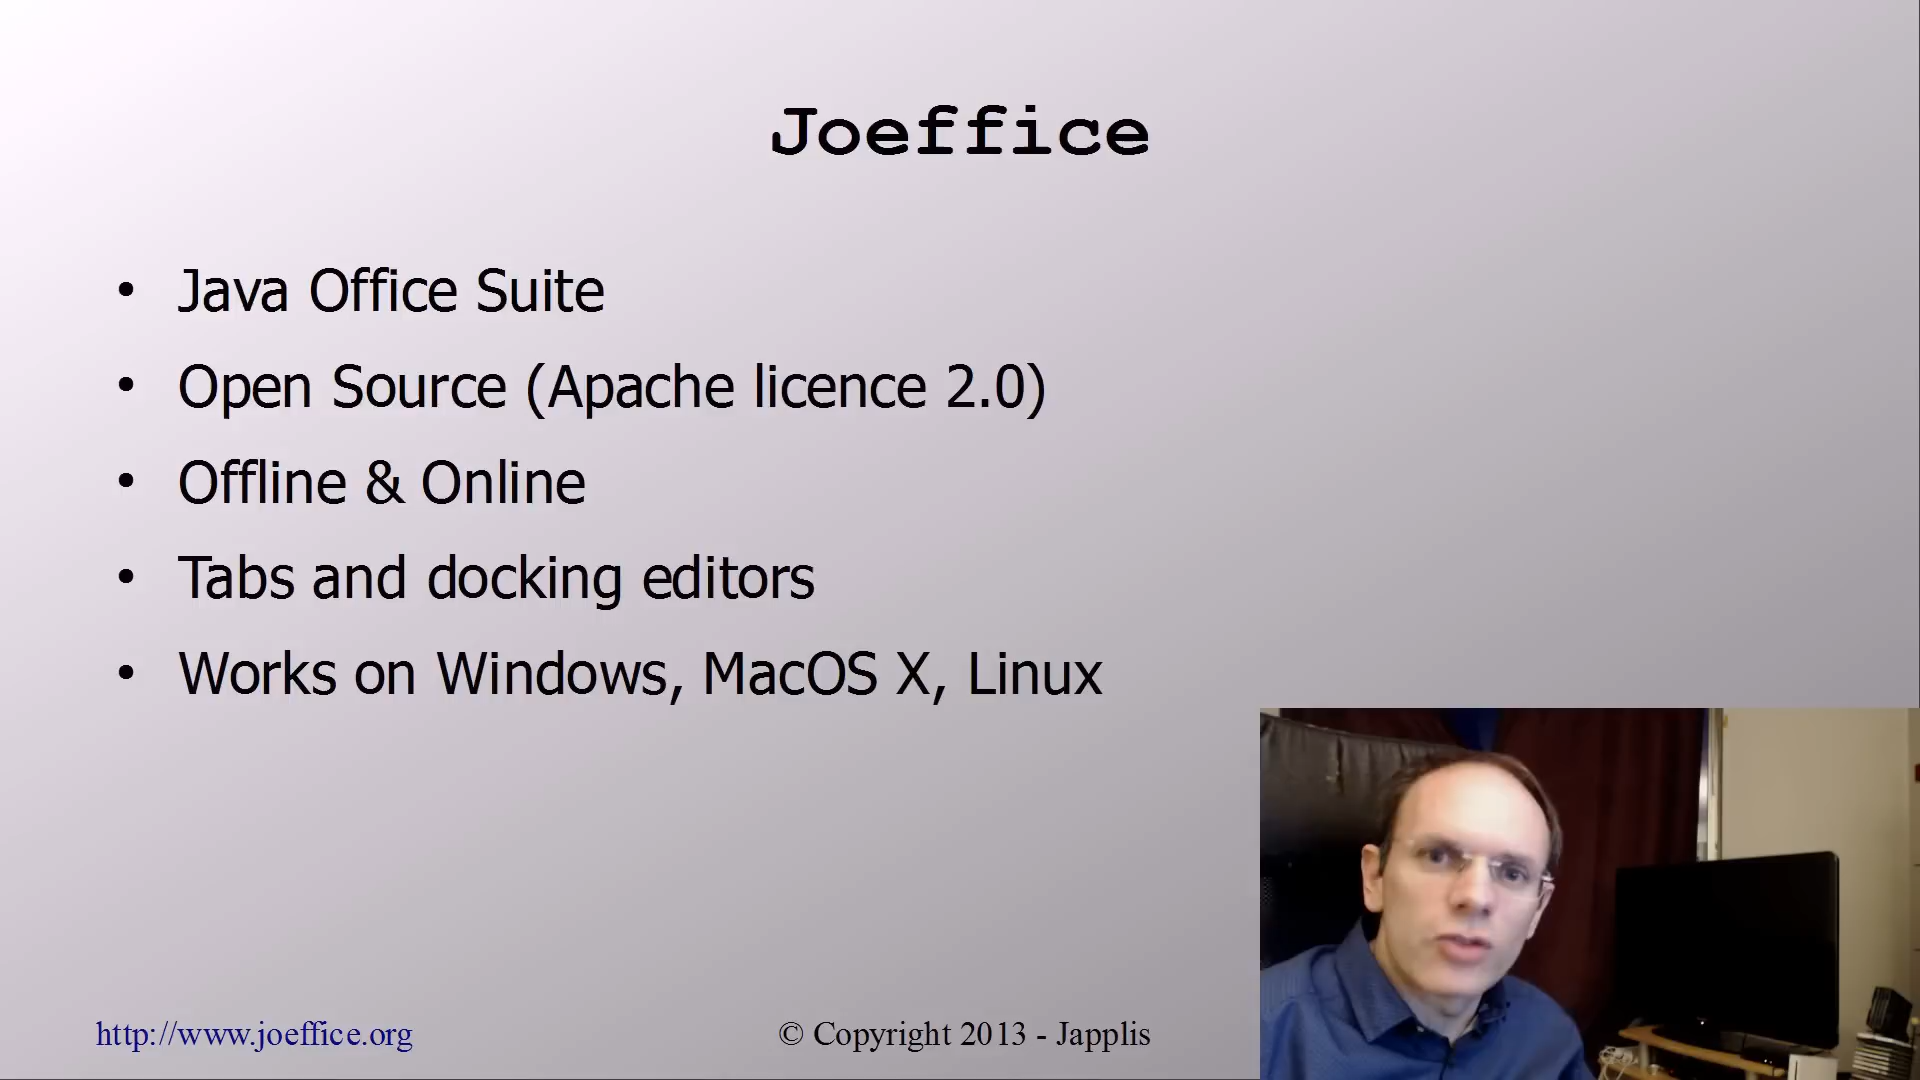 Joeffice
• Java Office Suite
• Open Source (Apache licence 2.0)
• Offline & Online
• Tabs and docking editors
• Works on Windows, MacOS X, Linux
http://www.joeffice.org
© Copyright 2013 - Japplis